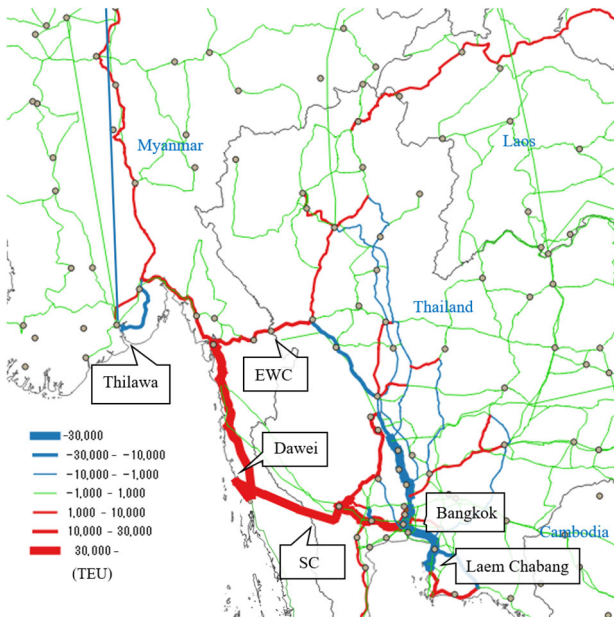 Myanmar
Laos
Thailand
Thilawa
EWC
Dawei
Bangkok
Cambodia
SC
Laem Chabang
-30,000
-30,000 - -10,000
-10,000 - -1,000
-1,000 - 1,000
1,000 - 10,000
10,000 - 30,000
30,000 -
(TEU)